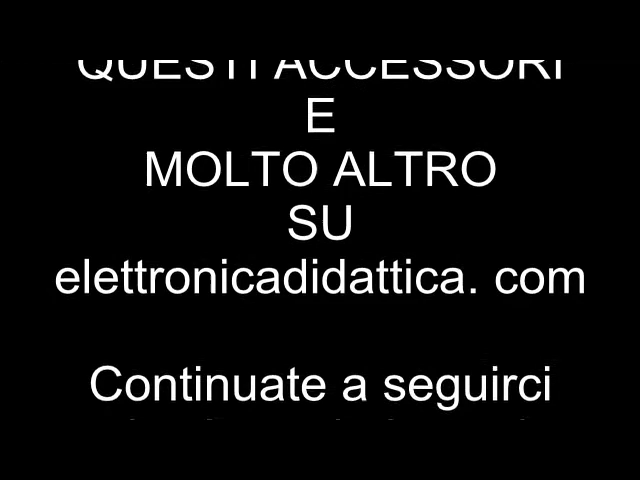 QUESTI ACCESSORI
E
MOLTO ALTRO
SU
elettronicadidattica. com
Continuate a seguirci